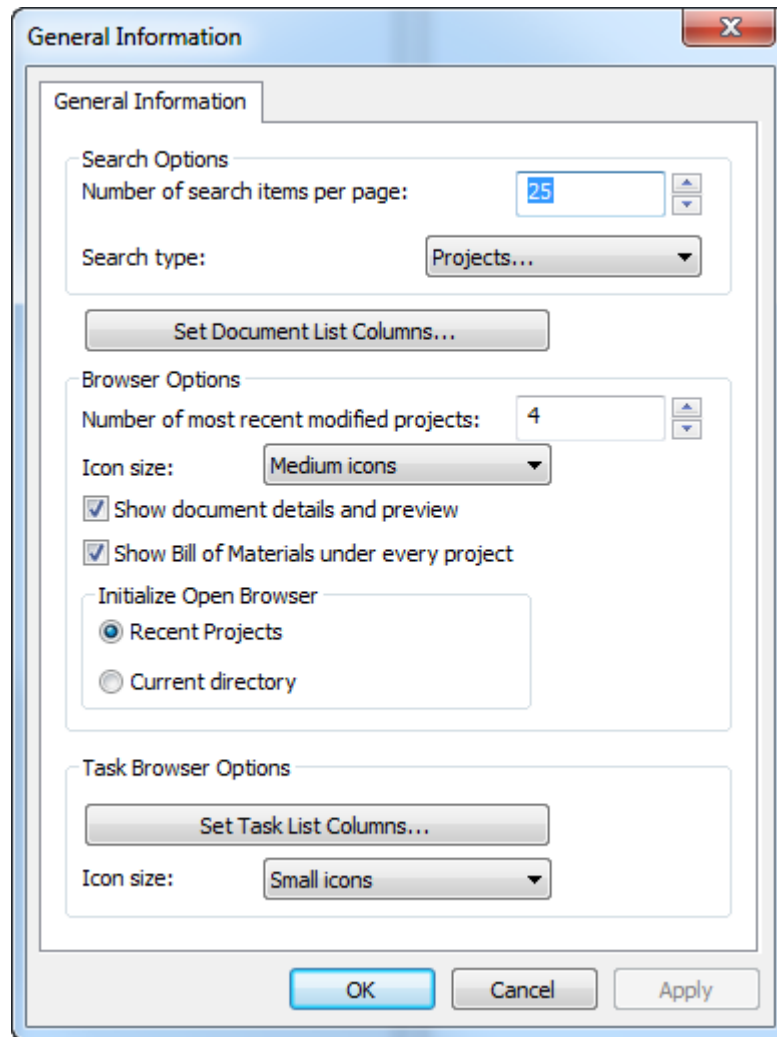 General Information
General Information
Search Options
Number of search items per page: 25
Search type: Projects...
Set Document List Columns...
Browser Options
Number of most recent modified projects: 4
Icon size: Medium icons
Show document details and preview
Show Bill of Materials under every project
Initialize Open Browser
Recent Projects
Current directory
Task Browser Options
Set Task List Columns...
Icon size: Small icons
OK Cancel Apply